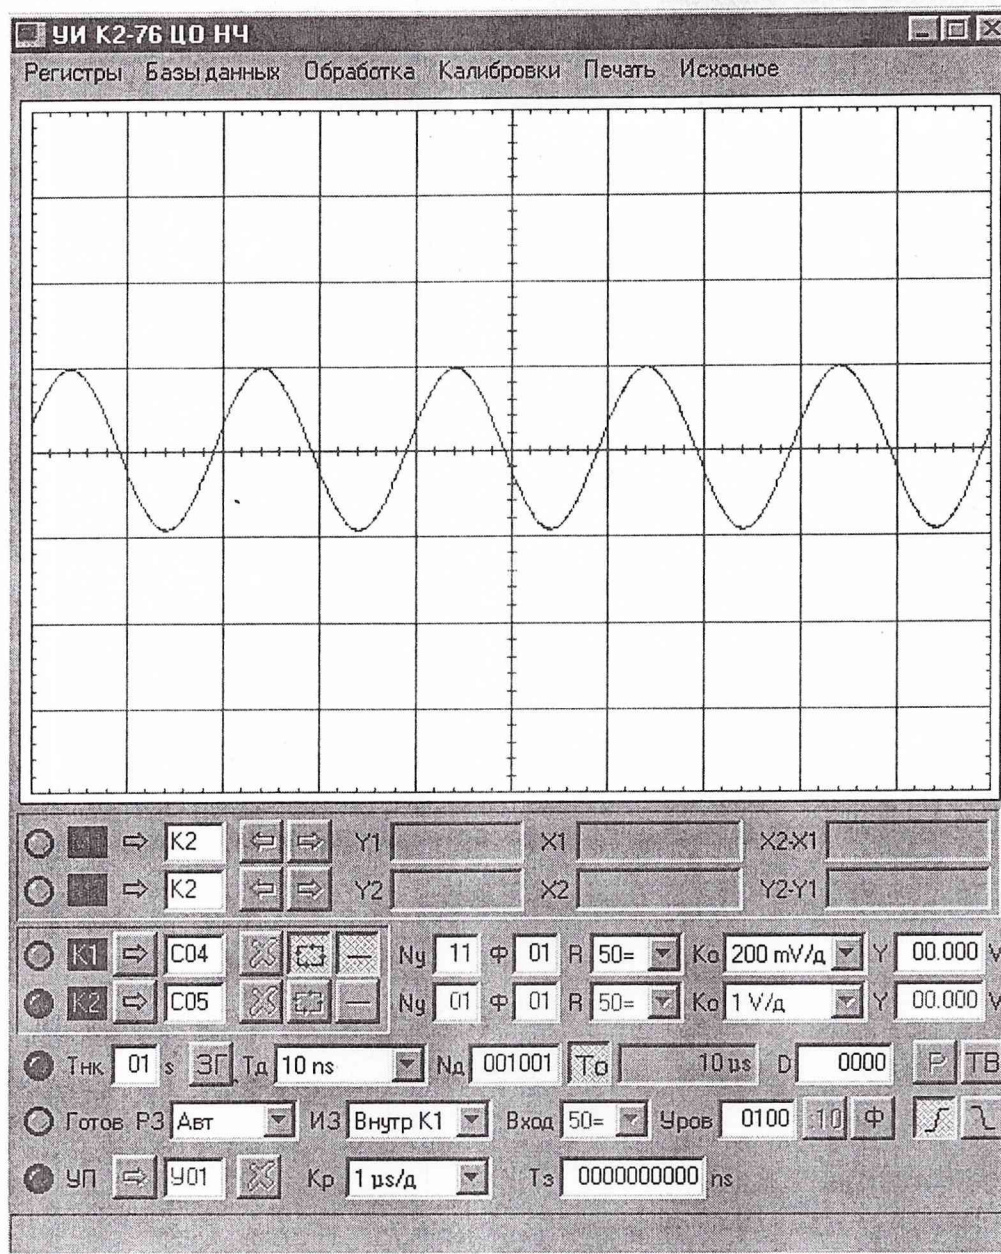 УИ К2-76 ЦО НЧ
Регистры Базы данных Обработка Калибровки Печать Исходное
К2 Y1 X1 X2-X1
К2 Y2 X2 Y2-Y1
К1 С04 Ny 11 Ф 01 R 50= Ко 200 mV/д Y 00.000 V
К2 С05 Ny 01 Ф 01 R 50= Ко 1 V/д Y 00.000 V
Тнк 01 s ЗГ Тд 10 ns Nд 001001 То 10 µs D 0000 Р ТВ
Готов РЗ Авт ИЗ Внутр К1 Вход 50= Уров 0100 :10 Ф
УП У01 Кр 1 µs/д Тз 0000000000 ns